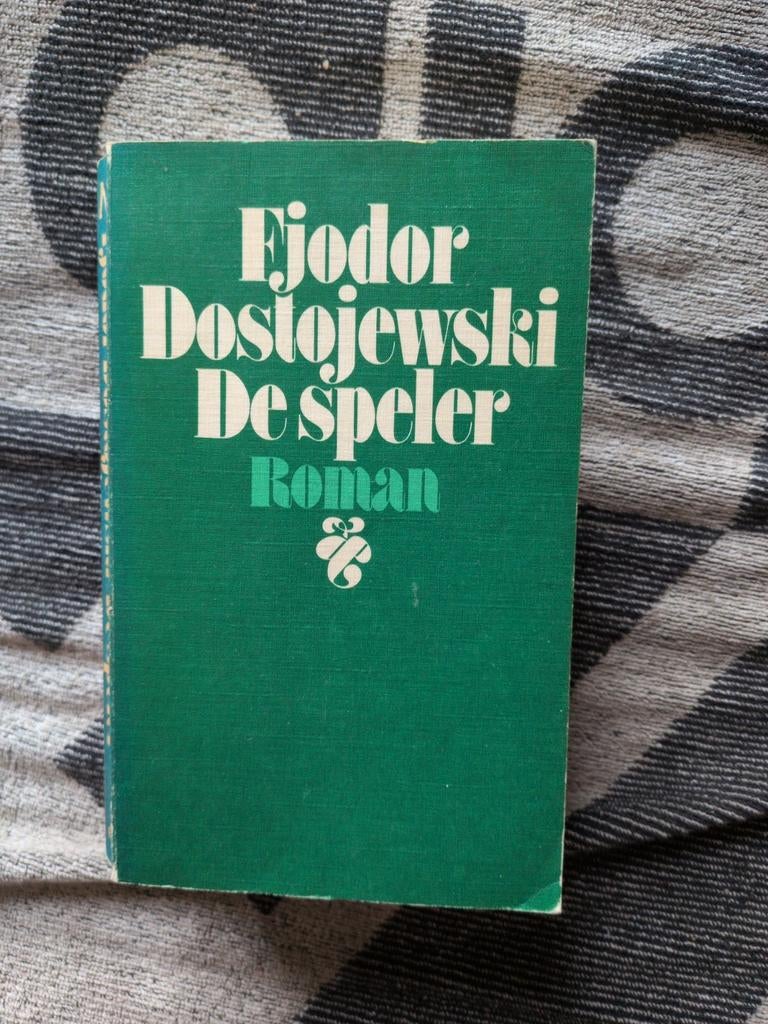 Fjodor
Dostojewski
De speler
Roman